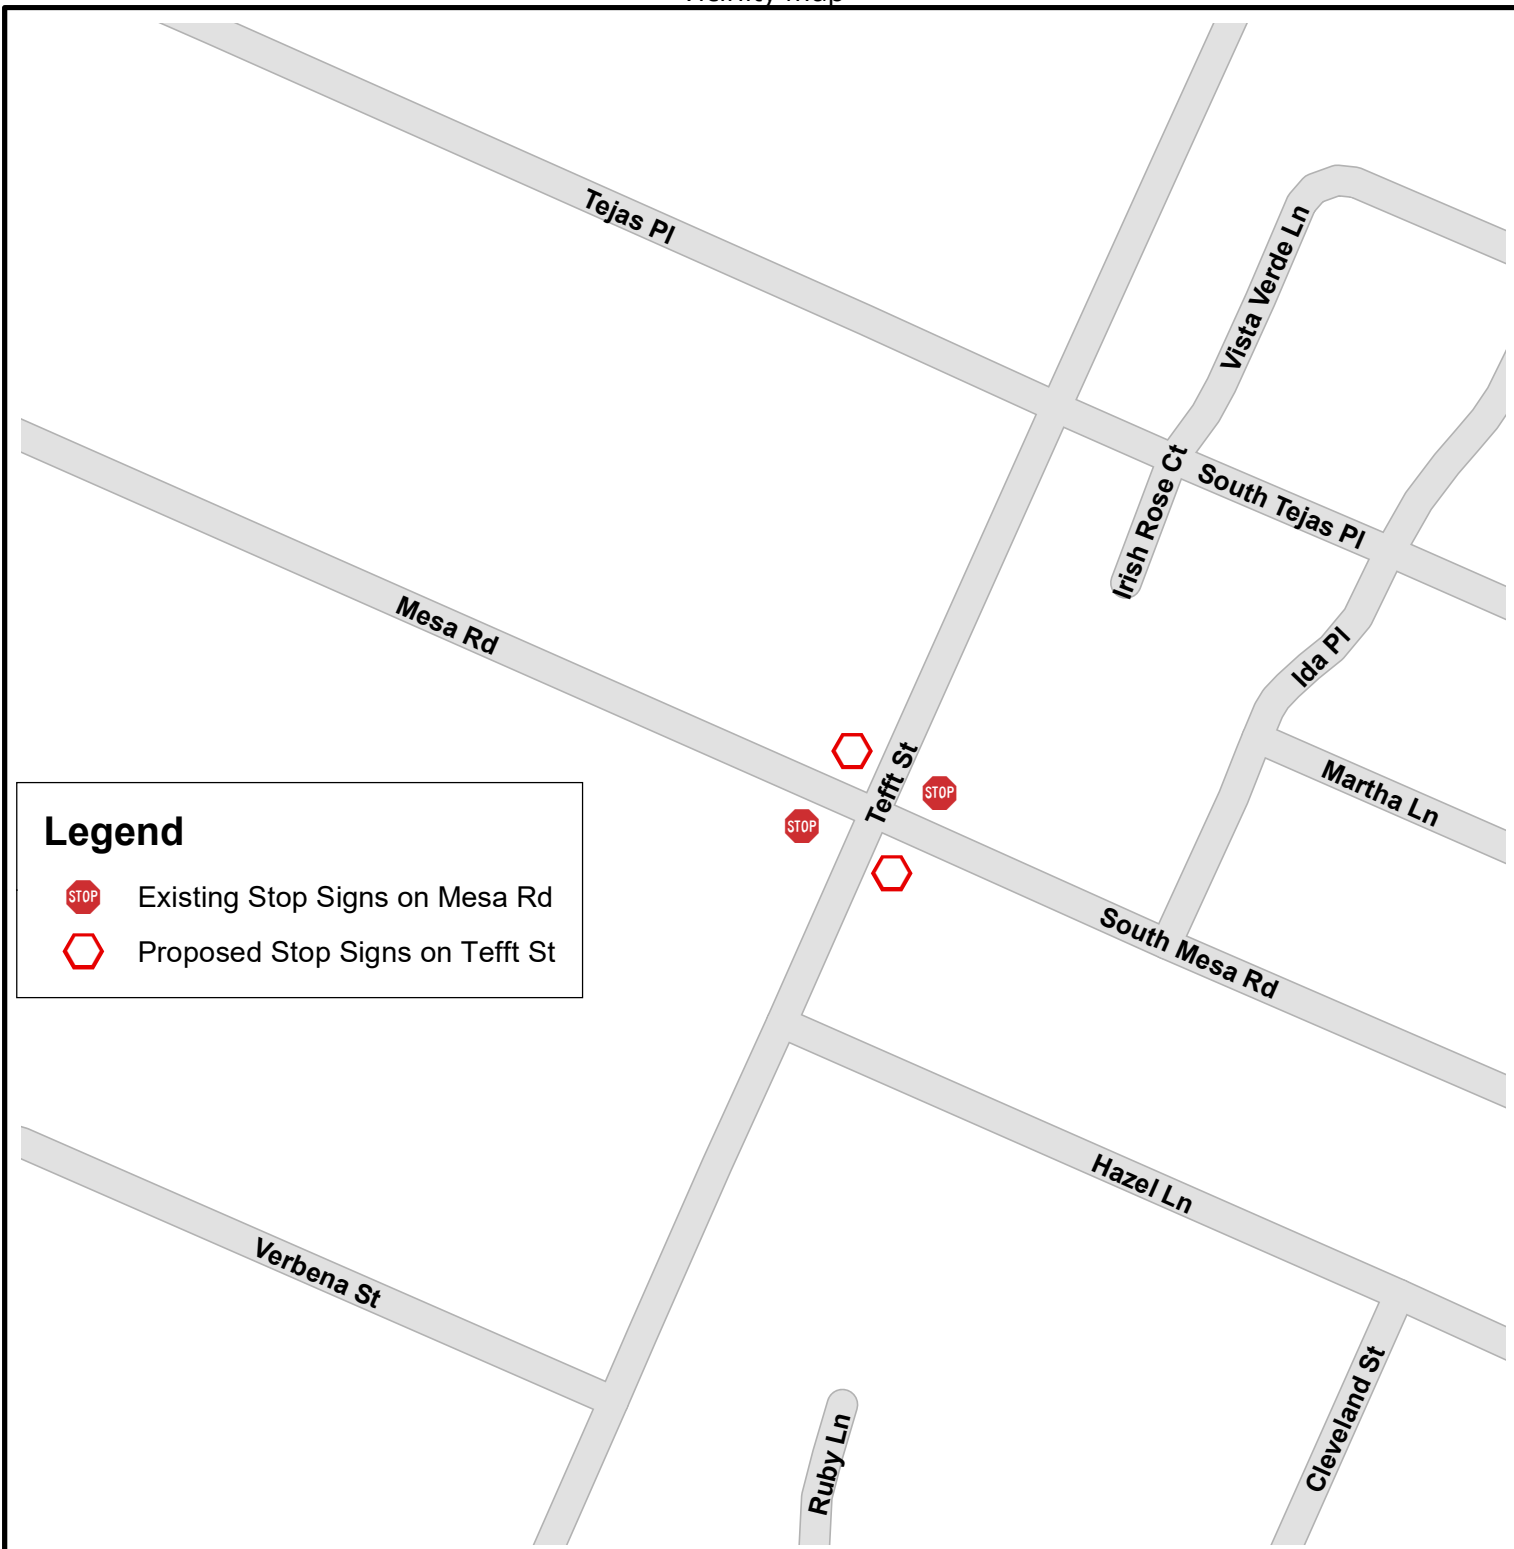 Tejas Pl
Vista Verde Ln
Irish Rose Ct
South Tejas Pl
Mesa Rd
Ida Pl
Tefft St
STOP
STOP
Martha Ln
Legend
STOP Existing Stop Signs on Mesa Rd
Proposed Stop Signs on Tefft St
South Mesa Rd
Hazel Ln
Verbena St
Cleveland St
Ruby Ln